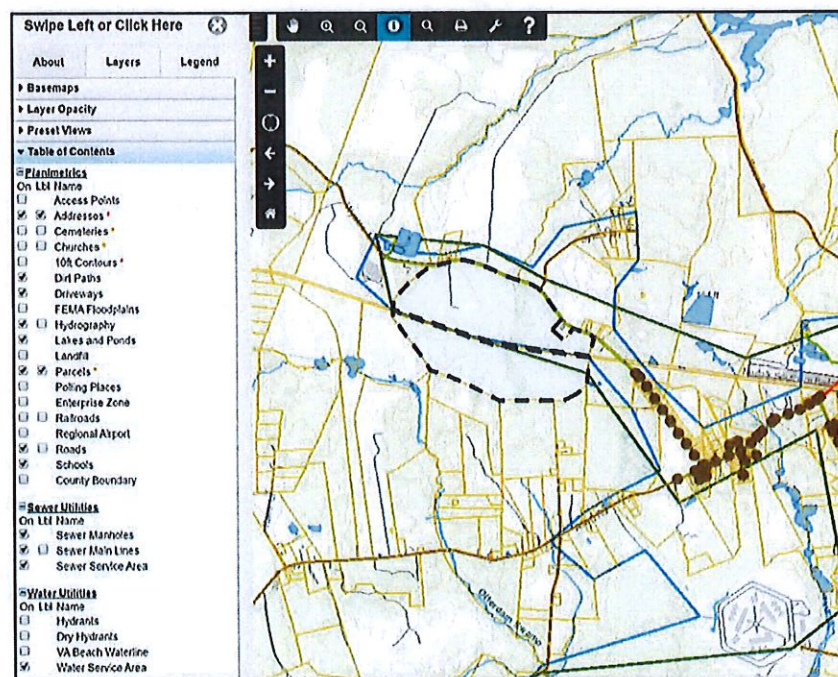 Swipe Left or Click Here
About Layers Legend
Basemaps
Layer Opacity
Preset Views
Table of Contents
Planimetrics
On Lbl Name
Access Points
Addresses *
Cemeteries *
Churches *
10ft Contours *
Dirt Paths
Driveways
FEMA Floodplains
Hydrography
Lakes and Ponds
Landfill
Parcels *
Polling Places
Enterprise Zone
Railroads
Regional Airport
Roads
Schools
County Boundary
Sewer Utilities
On Lbl Name
Sewer Manholes
Sewer Main Lines
Sewer Service Area
Water Utilities
On Lbl Name
Hydrants
Dry Hydrants
VA Beach Waterline
Water Service Area